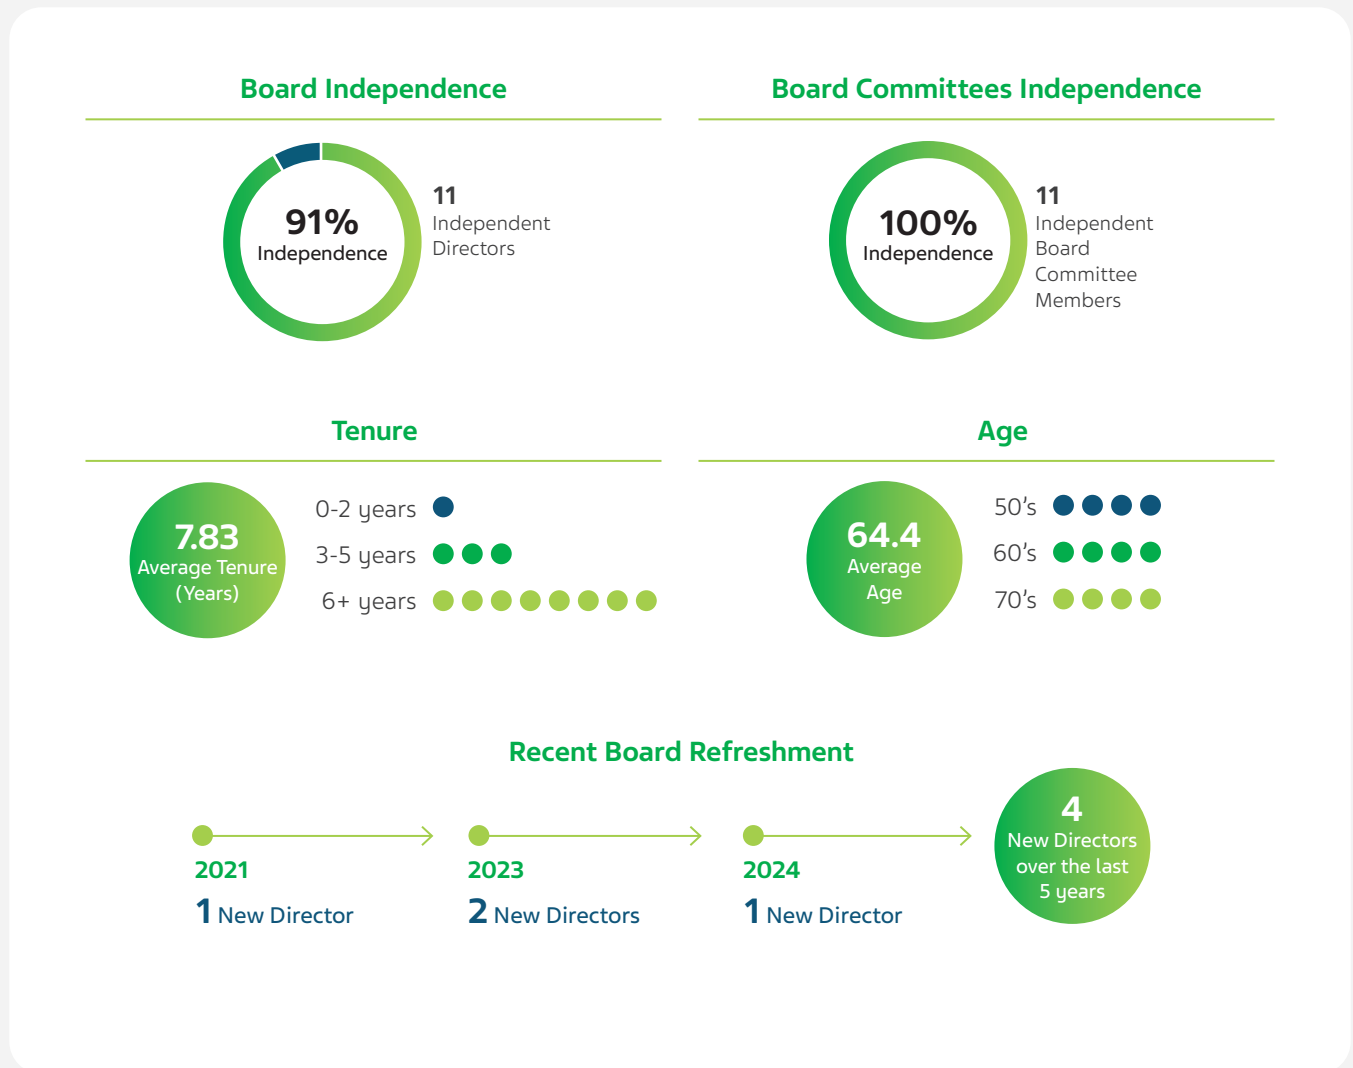 Board Independence
91%
Independence
11
Independent
Directors
Board Committees Independence
100%
Independence
11
Independent
Board
Committee
Members
Tenure
7.83
Average Tenure
(Years)
0-2 years
3-5 years
6+ years
Age
64.4
Average
Age
50’s
60’s
70’s
Recent Board Refreshment
2021
1 New Director
2023
2 New Directors
2024
1 New Director
4
New Directors
over the last
5 years